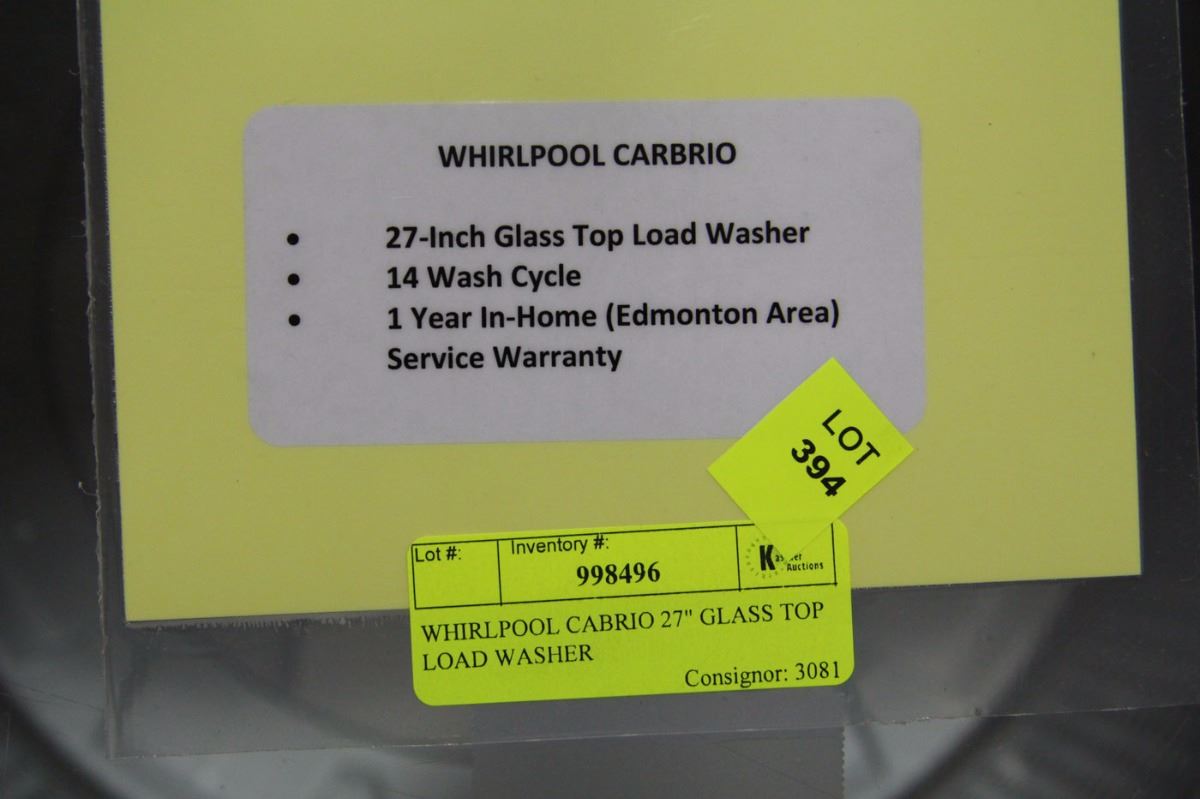 WHIRLPOOL CARBRIO
• 27-Inch Glass Top Load Washer
• 14 Wash Cycle
• 1 Year In-Home (Edmonton Area)
Service Warranty
LOT
394
Lot #:
Inventory #:
998496
Auctions
WHIRLPOOL CABRIO 27" GLASS TOP
LOAD WASHER
Consignor: 3081